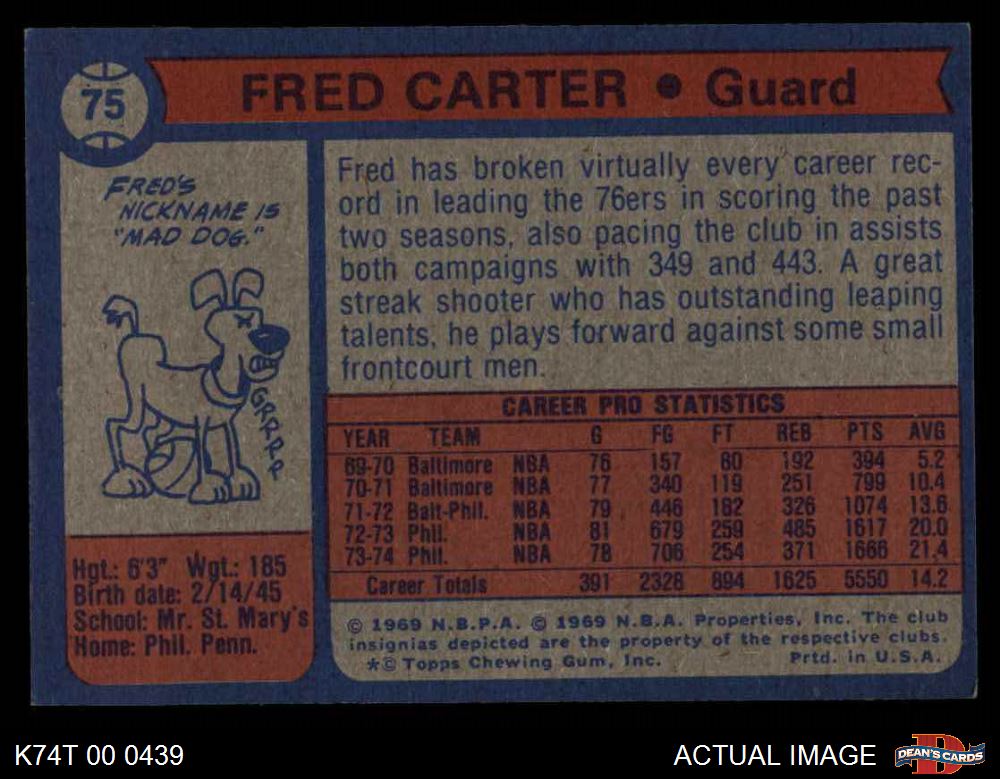 75
FRED CARTER • Guard
FRED'S
NICKNAME IS
"MAD DOG."
GRRRR
Hgt.: 6'3" Wgt.: 185
Birth date: 2/14/45
School: Mr. St. Mary's
Home: Phil. Penn.
Fred has broken virtually every career rec-
ord in leading the 76ers in scoring the past
two seasons, also pacing the club in assists
both campaigns with 349 and 443. A great
streak shooter who has outstanding leaping
talents, he plays forward against some small
frontcourt men.
CAREER PRO STATISTICS
YEAR TEAM G FG FT REB PTS AVG
69-70 Baltimore NBA 76 157 80 192 394 5.2
70-71 Baltimore NBA 77 340 119 251 799 10.4
71-72 Balt-Phil. NBA 79 446 182 326 1074 13.6
72-73 Phil. NBA 81 679 259 485 1617 20.0
73-74 Phil. NBA 78 706 254 371 1666 21.4
Career Totals 391 2328 894 1625 5550 14.2
© 1969 N.B.P.A. © 1969 N.B.A. Properties, Inc. The club
insignias depicted are the property of the respective clubs.
*© Topps Chewing Gum, Inc. Prtd. in U.S.A.
K74T 00 0439
ACTUAL IMAGE
D
DEAN'S CARDS